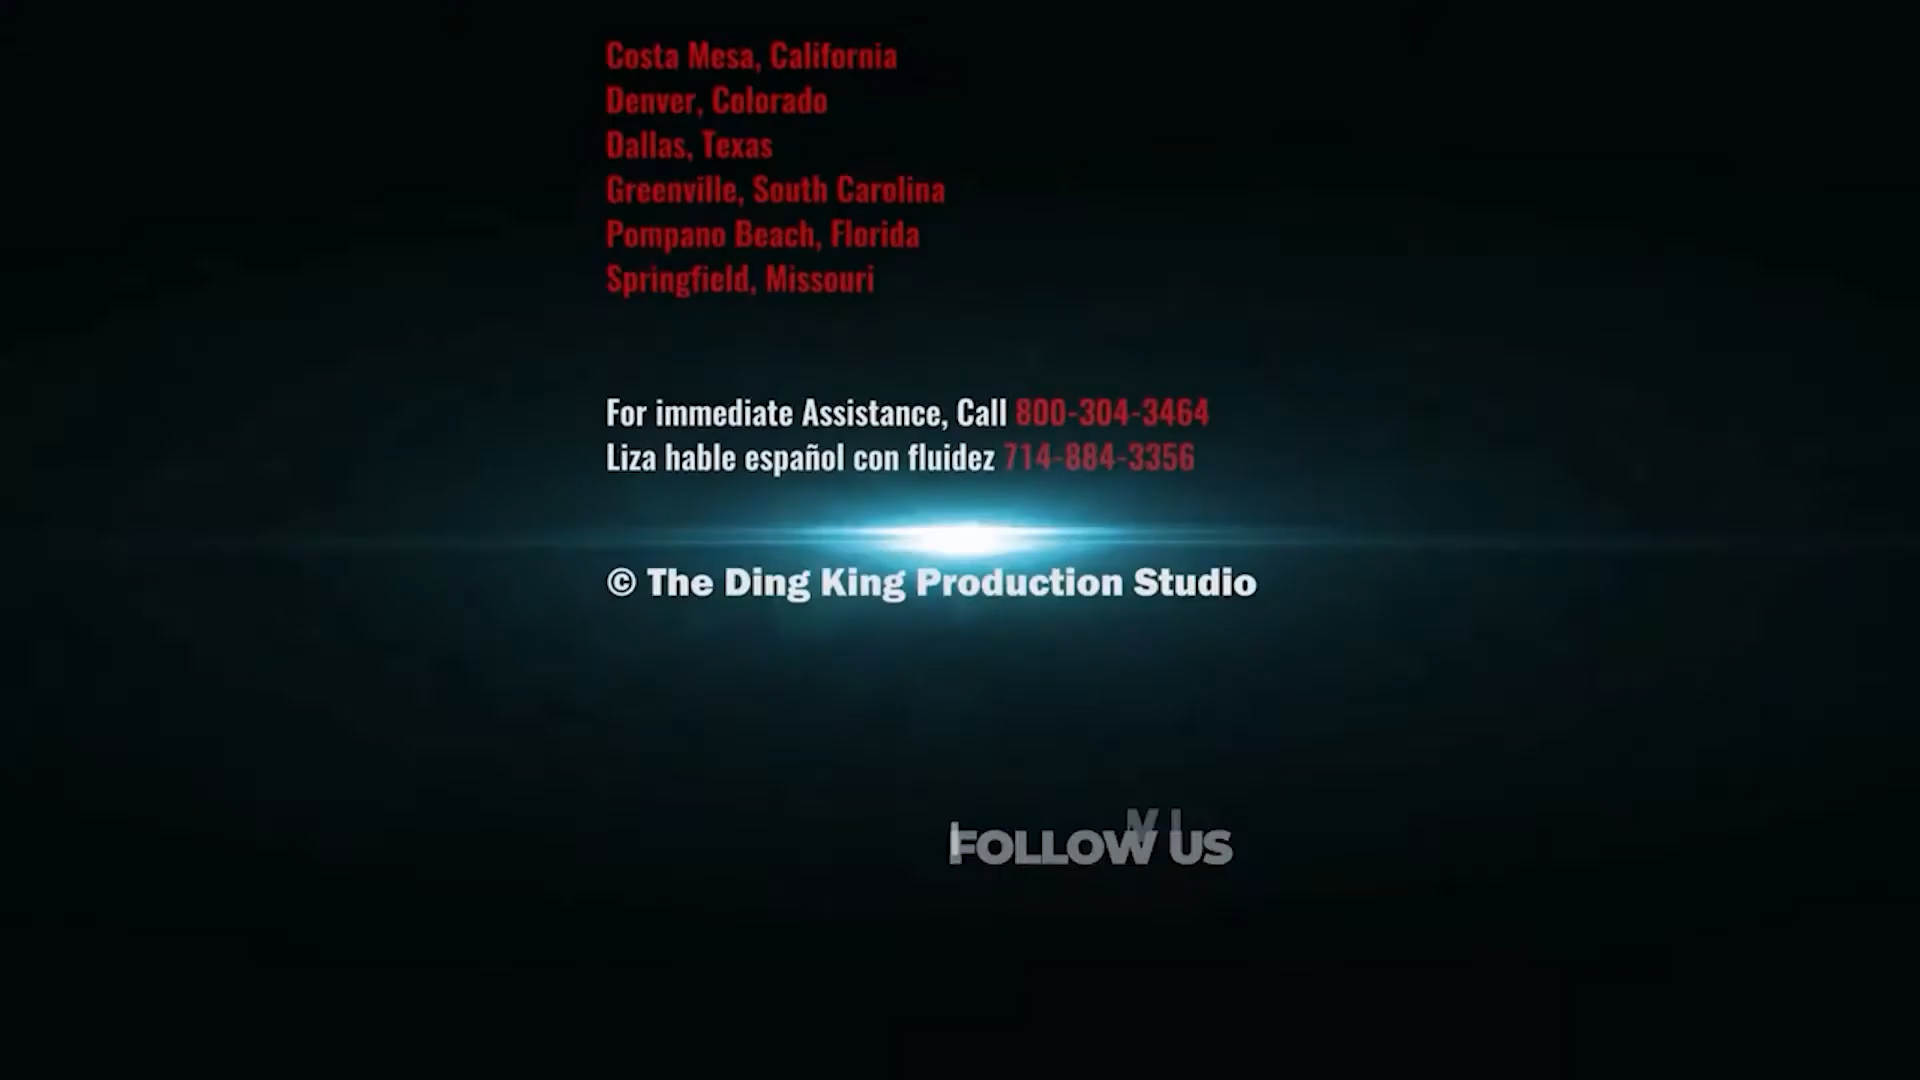 Costa Mesa, California
Denver, Colorado
Dallas, Texas
Greenville, South Carolina
Pompano Beach, Florida
Springfield, Missouri
For immediate Assistance, Call 800-304-3464
Liza hable español con fluidez 714-884-3356
© The Ding King Production Studio
FOLLOW US